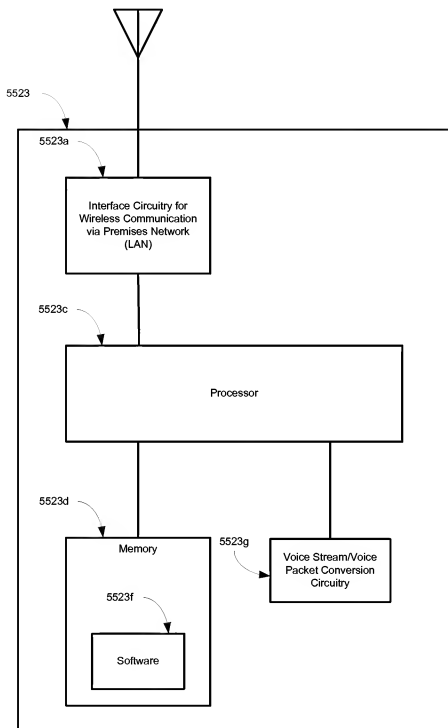 5523
5523a
Interface Circuitry for
Wireless Communication
via Premises Network
(LAN)
5523c
Processor
5523d
Memory
5523g
Voice Stream/Voice
Packet Conversion
Circuitry
5523f
Software